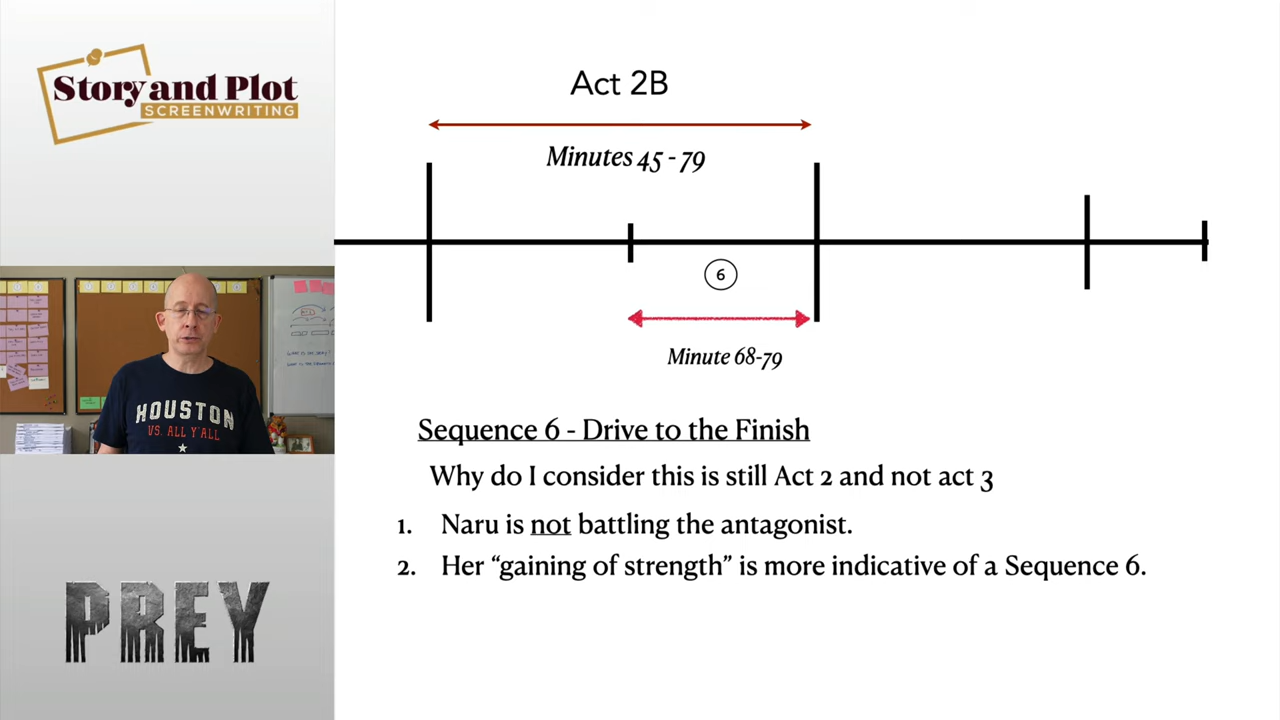 Story and Plot
SCREENWRITING
HOUSTON
VS. ALL Y'ALL
PREY
Act 2B
Minutes 45 - 79
6
Minute 68-79
Sequence 6 - Drive to the Finish
Why do I consider this is still Act 2 and not act 3
1. Naru is not battling the antagonist.
2. Her “gaining of strength” is more indicative of a Sequence 6.